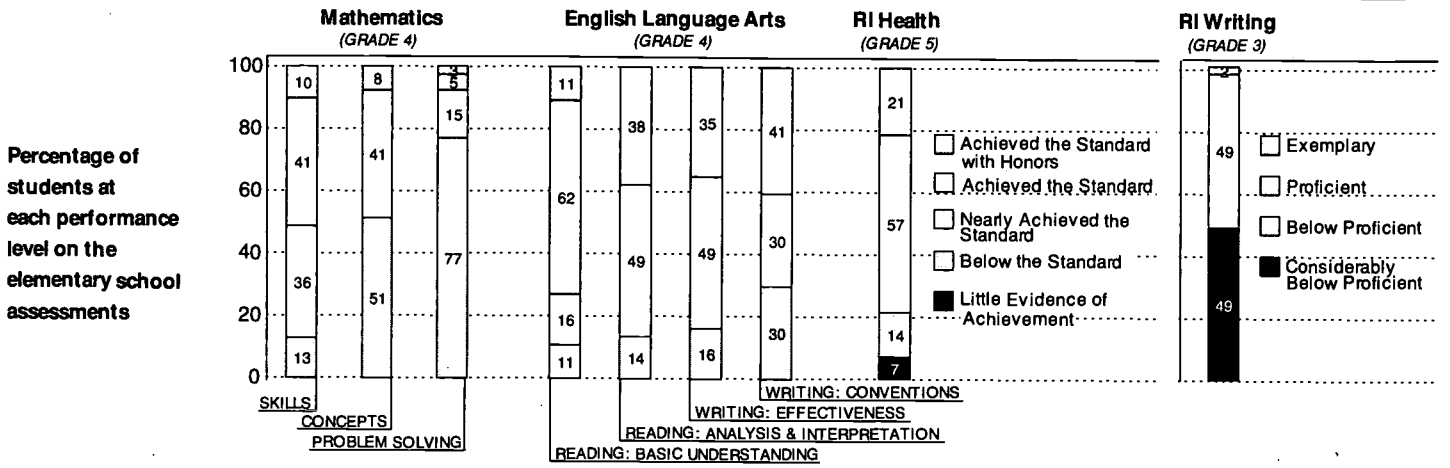 Mathematics
(GRADE 4)
English Language Arts
(GRADE 4)
RI Health
(GRADE 5)
RI Writing
(GRADE 3)
Percentage of
students at
each performance
level on the
elementary school
assessments
100
80
60
40
20
0
10
41
36
13
8
41
51
3
5
15
77
11
62
16
11
38
49
14
35
49
16
41
30
30
21
57
14
7
Achieved the Standard
with Honors
Achieved the Standard
Nearly Achieved the
Standard
Below the Standard
Little Evidence of
Achievement
2
49
49
Exemplary
Proficient
Below Proficient
Considerably
Below Proficient
SKILLS
CONCEPTS
PROBLEM SOLVING
WRITING: CONVENTIONS
WRITING: EFFECTIVENESS
READING: ANALYSIS & INTERPRETATION
READING: BASIC UNDERSTANDING